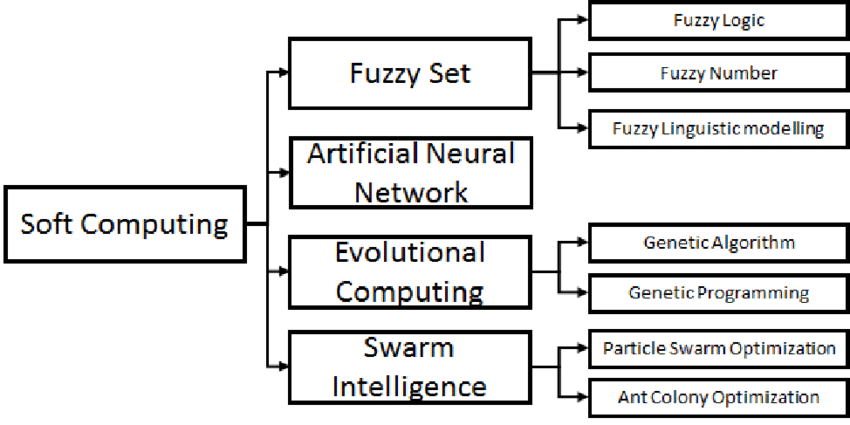 Soft Computing
Fuzzy Set
Fuzzy Logic
Fuzzy Number
Fuzzy Linguistic modelling
Artificial Neural
Network
Evolutional
Computing
Genetic Algorithm
Genetic Programming
Swarm
Intelligence
Particle Swarm Optimization
Ant Colony Optimization